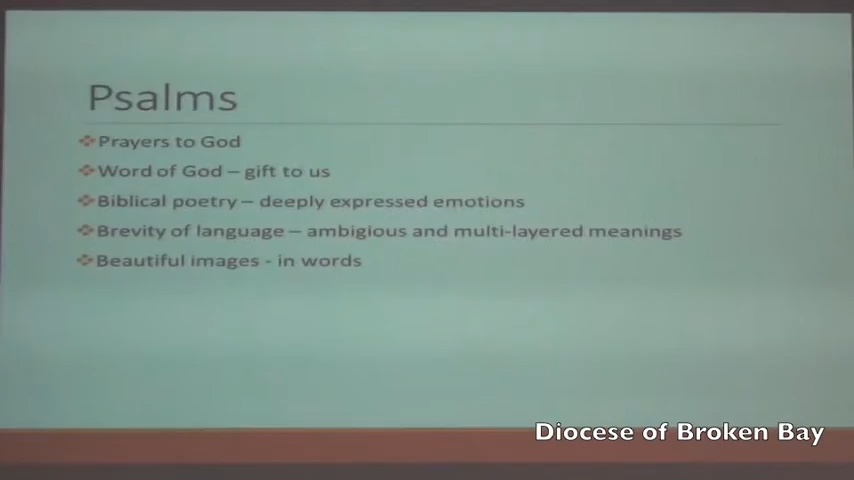 Psalms
Prayers to God
Word of God – gift to us
Biblical poetry – deeply expressed emotions
Brevity of language – ambigious and multi-layered meanings
Beautiful images - in words
Diocese of Broken Bay